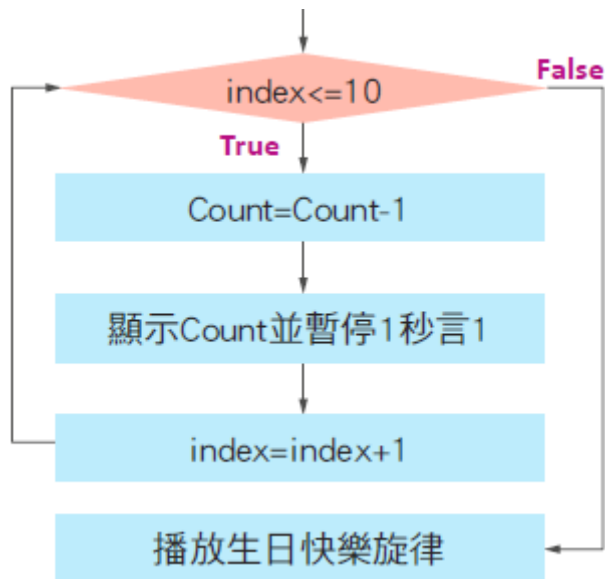 index<=10
False
True
Count=Count-1
顯示Count並暫停1秒言1
index=index+1
播放生日快樂旋律